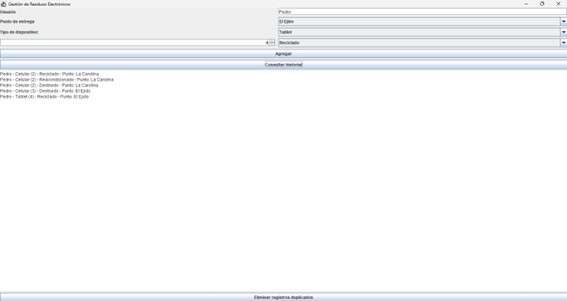 Gestión de Residuos Electrónicos
Usuario
Pedro
Punto de entrega
El Ejido
Tipo de dispositivo:
Tablet
4
Reciclado
Agregar
Consultar historial
Pedro - Celular (2) - Reciclado - Punto: La Carolina
Pedro - Celular (2) - Reacondicionado - Punto: La Carolina
Pedro - Celular (2) - Destruido - Punto: La Carolina
Pedro - Celular (3) - Destruido - Punto: El Ejido
Pedro - Tablet (4) - Reciclado - Punto: El Ejido
Eliminar registros duplicados